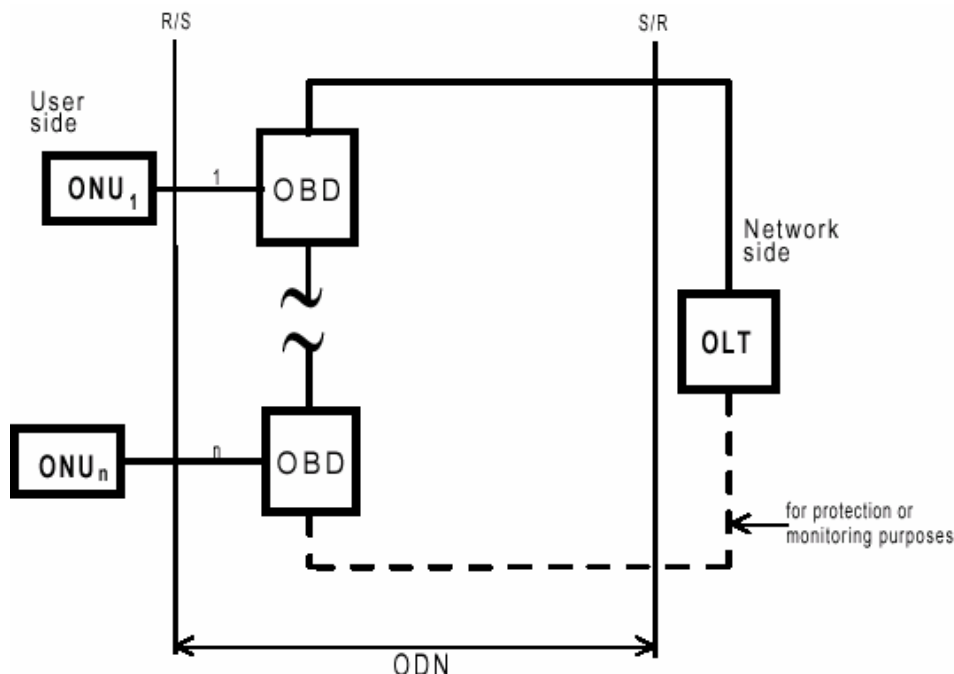 R/S
S/R
User
side
ONU1
1
OBD
Network
side
OLT
ONUn
n
OBD
for protection or
monitoring purposes
ODN